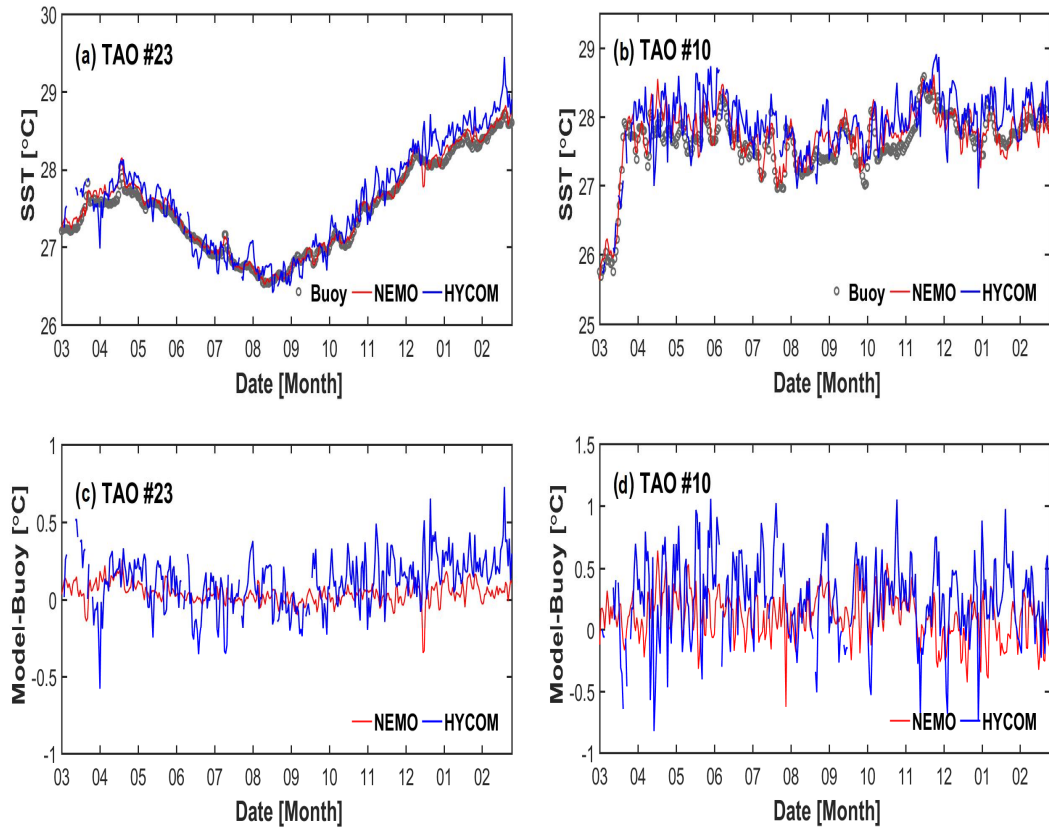 (a) TAO #23
SST [°C]
30
29
28
27
26
Buoy NEMO HYCOM
03 04 05 06 07 08 09 10 11 12 01 02
Date [Month]
(b) TAO #10
SST [°C]
29
28
27
26
25
Buoy NEMO HYCOM
03 04 05 06 07 08 09 10 11 12 01 02
Date [Month]
(c) TAO #23
Model-Buoy [°C]
1
0.5
0
-0.5
-1
NEMO HYCOM
03 04 05 06 07 08 09 10 11 12 01 02
Date [Month]
(d) TAO #10
Model-Buoy [°C]
1.5
1
0.5
0
-0.5
-1
NEMO HYCOM
03 04 05 06 07 08 09 10 11 12 01 02
Date [Month]